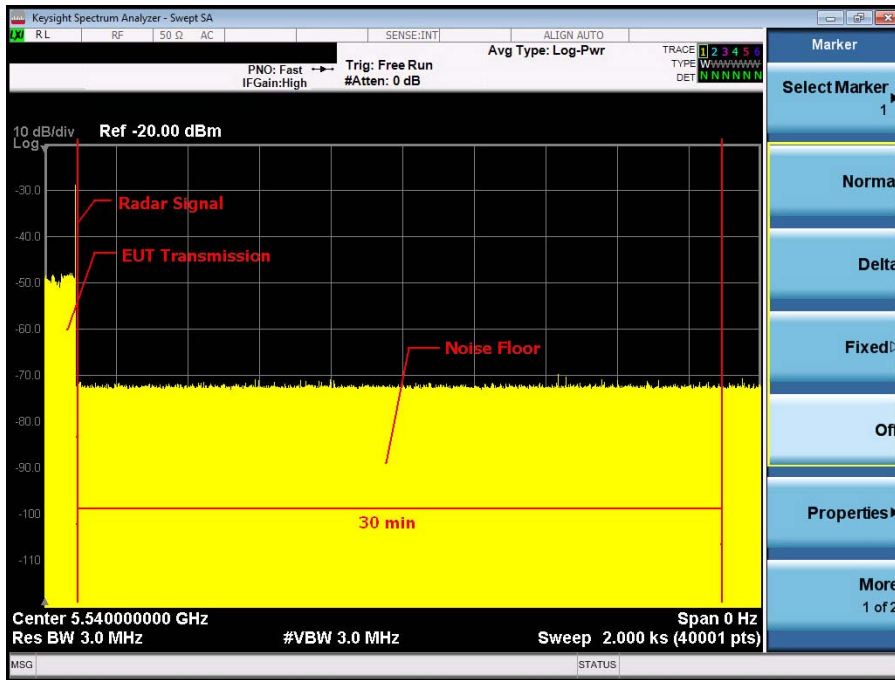 Keysight Spectrum Analyzer - Swept SA
LXI RL RF 50 Ω AC SENSE:INT ALIGN AUTO
Avg Type: Log-Pwr
TRACE 1 2 3 4 5 6
TYPE WWWWWW
DET N N N N N N
PNO: Fast
IFGain:High
Trig: Free Run
#Atten: 0 dB
10 dB/div
Log
Ref -20.00 dBm
-30.0
-40.0
-50.0
-60.0
-70.0
-80.0
-90.0
-100
-110
Radar Signal
EUT Transmission
Noise Floor
30 min
Center 5.540000000 GHz
Span 0 Hz
Res BW 3.0 MHz
#VBW 3.0 MHz
Sweep 2.000 ks (40001 pts)
MSG
STATUS
Marker
Select Marker
1
Norma
Delta
Fixed
Off
Properties
More
1 of 2